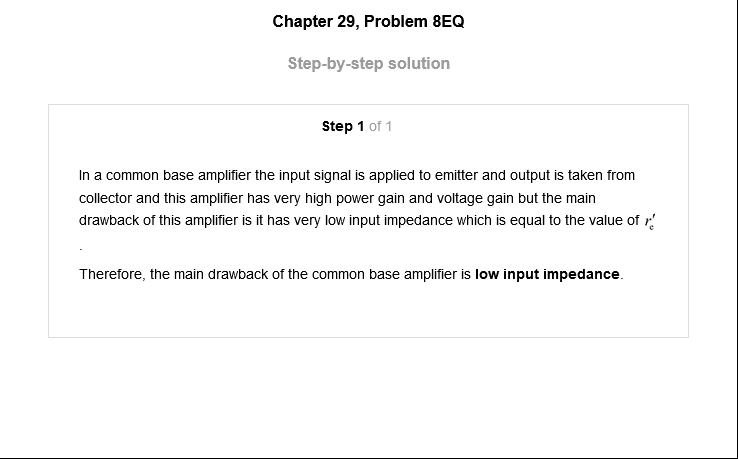 Chapter 29, Problem 8EQ
Step-by-step solution
Step 1 of 1
In a common base amplifier the input signal is applied to emitter and output is taken from
collector and this amplifier has very high power gain and voltage gain but the main
drawback of this amplifier is it has very low input impedance which is equal to the value of r′e
.
Therefore, the main drawback of the common base amplifier is low input impedance.